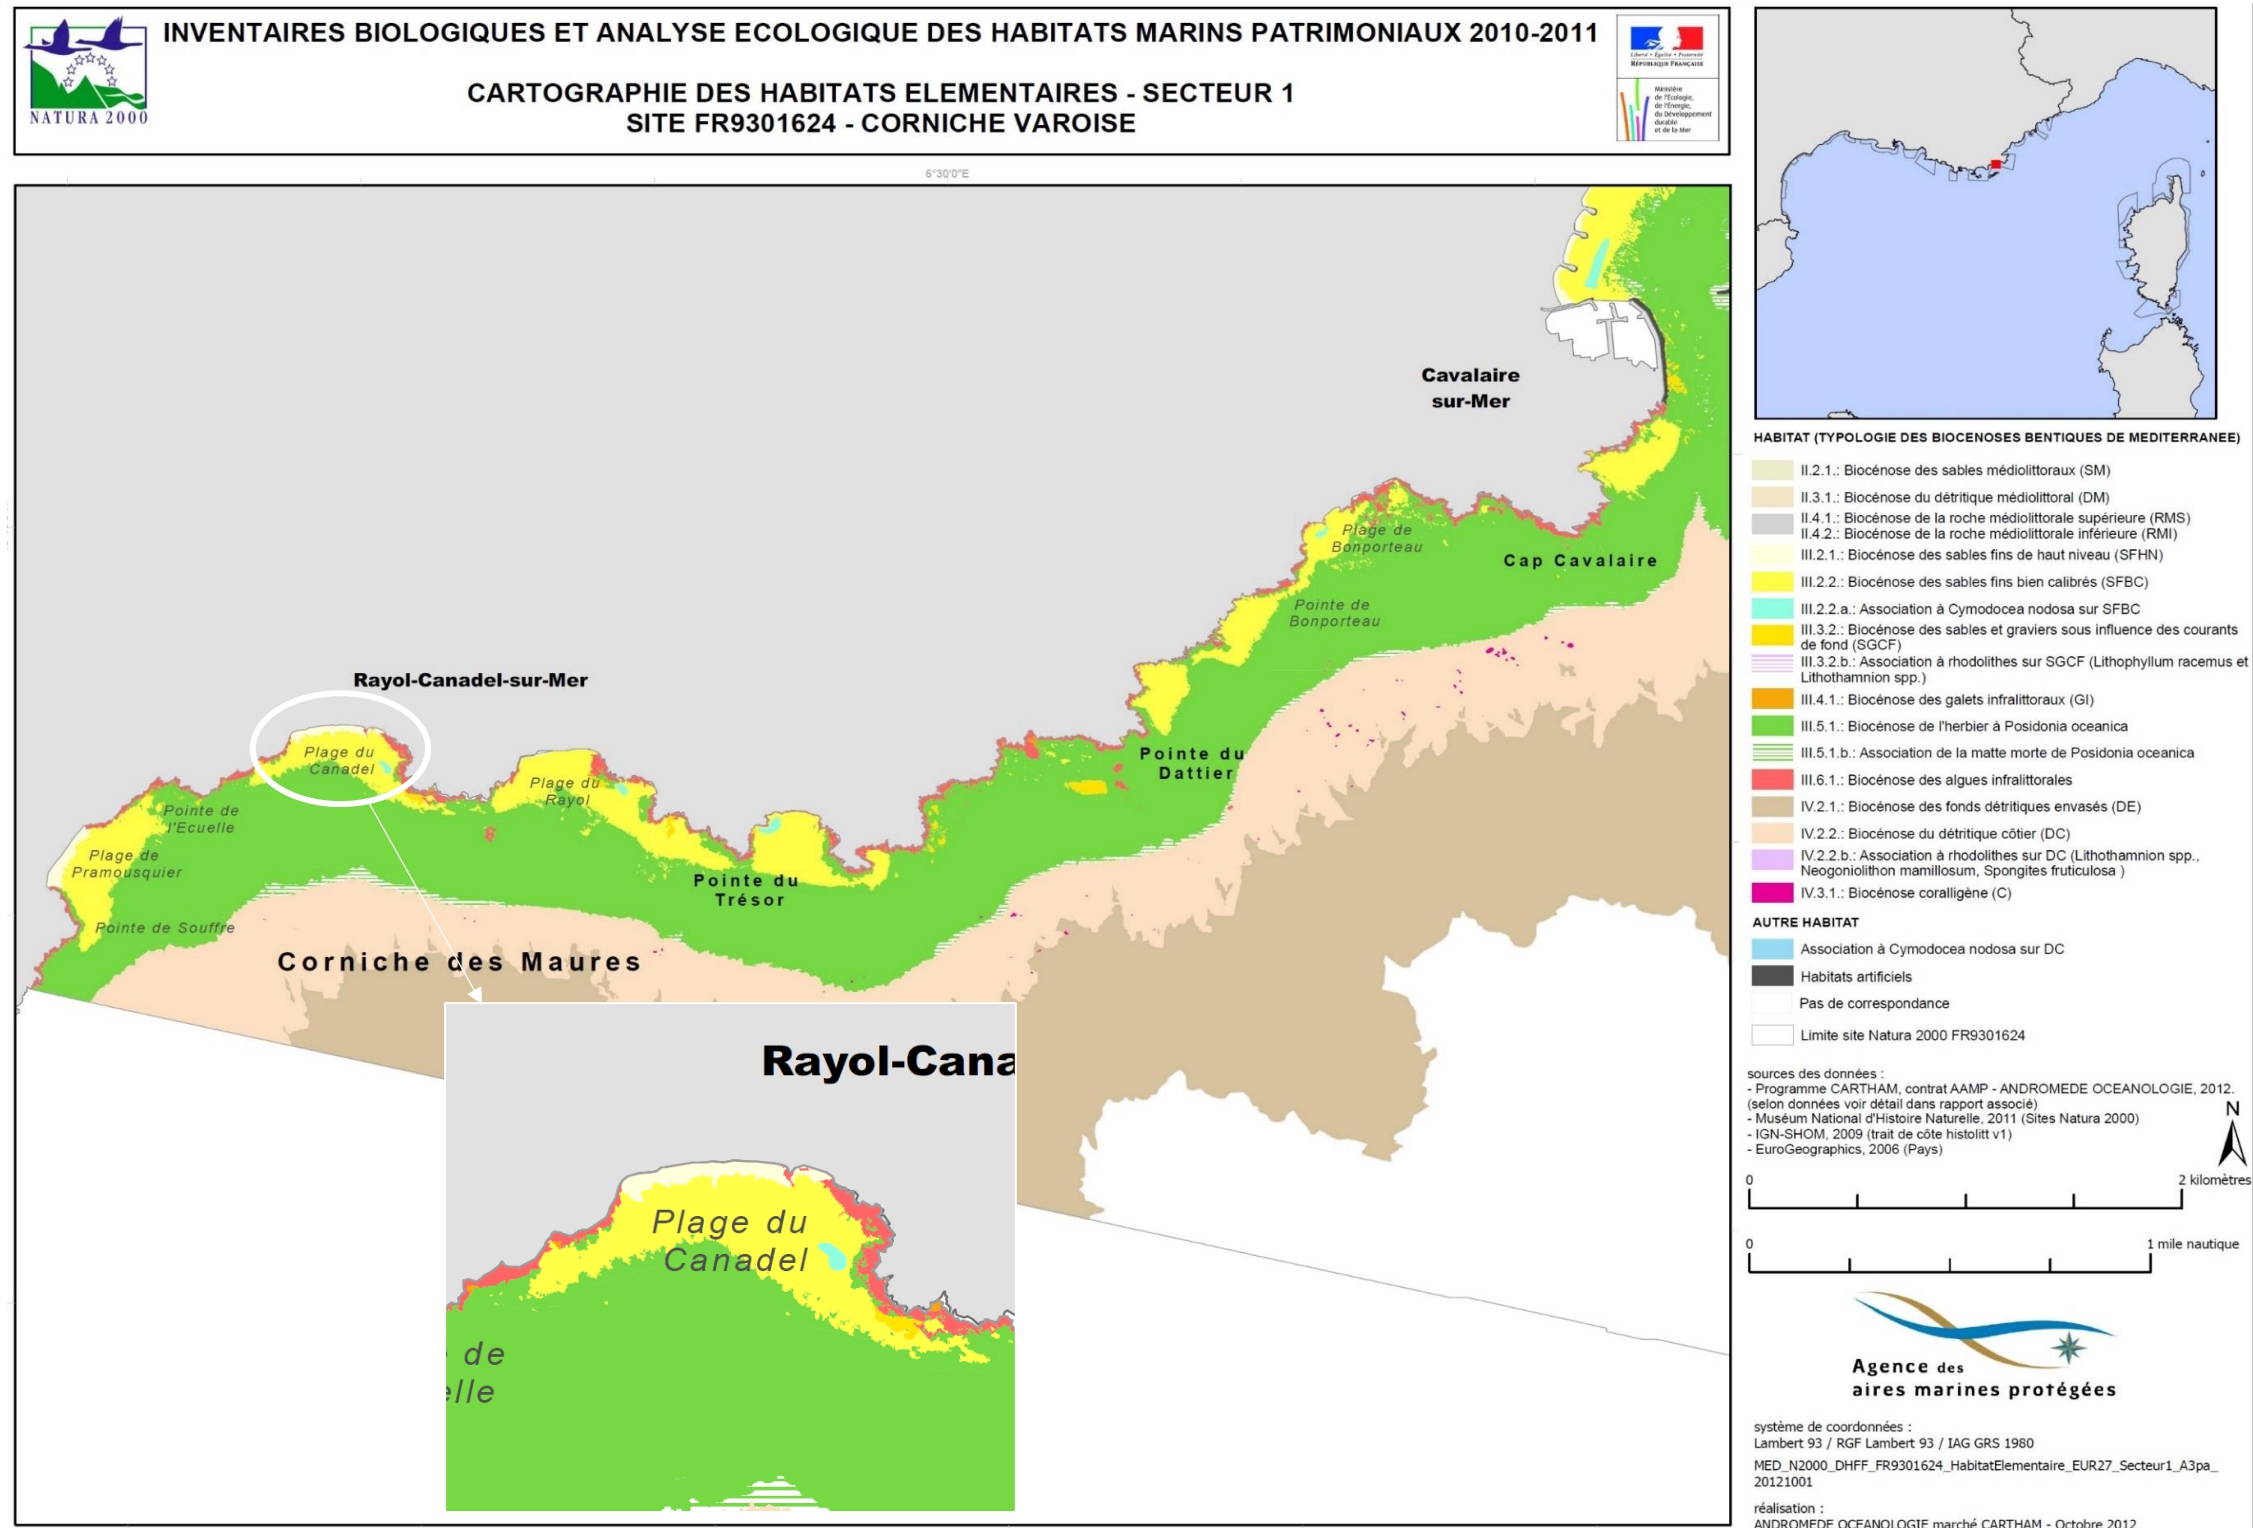 INVENTAIRES BIOLOGIQUES ET ANALYSE ECOLOGIQUE DES HABITATS MARINS PATRIMONIAUX 2010-2011
CARTOGRAPHIE DES HABITATS ELEMENTAIRES - SECTEUR 1
SITE FR9301624 - CORNICHE VAROISE
NATURA 2000
Liberté • Égalité • Fraternité
RÉPUBLIQUE FRANÇAISE
Ministère
de l'Écologie,
de l'Énergie,
du Développement
durable
et de la Mer
6°30'0"E
Cavalaire
sur-Mer
Plage de
Bonporteau
Cap Cavalaire
Pointe de
Bonporteau
Rayol-Canadel-sur-Mer
Plage du
Canadel
Pointe du
Dattier
Plage du
Rayol
Pointe de
l'Ecuelle
Plage de
Pramousquier
Pointe du
Trésor
Pointe de Souffre
Corniche des Maures
Rayol-Cana
Plage du
Canadel
de
elle
HABITAT (TYPOLOGIE DES BIOCENOSES BENTIQUES DE MEDITERRANEE)
II.2.1.: Biocénose des sables médiolittoraux (SM)
II.3.1.: Biocénose du détritique médiolittoral (DM)
II.4.1.: Biocénose de la roche médiolittorale supérieure (RMS)
II.4.2.: Biocénose de la roche médiolittorale inférieure (RMI)
III.2.1.: Biocénose des sables fins de haut niveau (SFHN)
III.2.2.: Biocénose des sables fins bien calibrés (SFBC)
III.2.2.a.: Association à Cymodocea nodosa sur SFBC
III.3.2.: Biocénose des sables et graviers sous influence des courants
de fond (SGCF)
III.3.2.b.: Association à rhodolithes sur SGCF (Lithophyllum racemus et
Lithothamnion spp.)
III.4.1.: Biocénose des galets infralittoraux (GI)
III.5.1.: Biocénose de l'herbier à Posidonia oceanica
III.5.1.b.: Association de la matte morte de Posidonia oceanica
III.6.1.: Biocénose des algues infralittorales
IV.2.1.: Biocénose des fonds détritiques envasés (DE)
IV.2.2.: Biocénose du détritique côtier (DC)
IV.2.2.b.: Association à rhodolithes sur DC (Lithothamnion spp.,
Neogoniolithon mamillosum, Spongites fruticulosa )
IV.3.1.: Biocénose coralligène (C)
AUTRE HABITAT
Association à Cymodocea nodosa sur DC
Habitats artificiels
Pas de correspondance
Limite site Natura 2000 FR9301624
sources des données :
- Programme CARTHAM, contrat AAMP - ANDROMEDE OCEANOLOGIE, 2012.
(selon données voir détail dans rapport associé)
- Muséum National d'Histoire Naturelle, 2011 (Sites Natura 2000)
- IGN-SHOM, 2009 (trait de côte histolitt v1)
- EuroGeographics, 2006 (Pays)
N
0 2 kilomètres
0 1 mile nautique
Agence des
aires marines protégées
système de coordonnées :
Lambert 93 / RGF Lambert 93 / IAG GRS 1980
MED_N2000_DHFF_FR9301624_HabitatElementaire_EUR27_Secteur1_A3pa_
20121001
réalisation :
ANDROMEDE OCEANOLOGIE marché CARTHAM - Octobre 2012